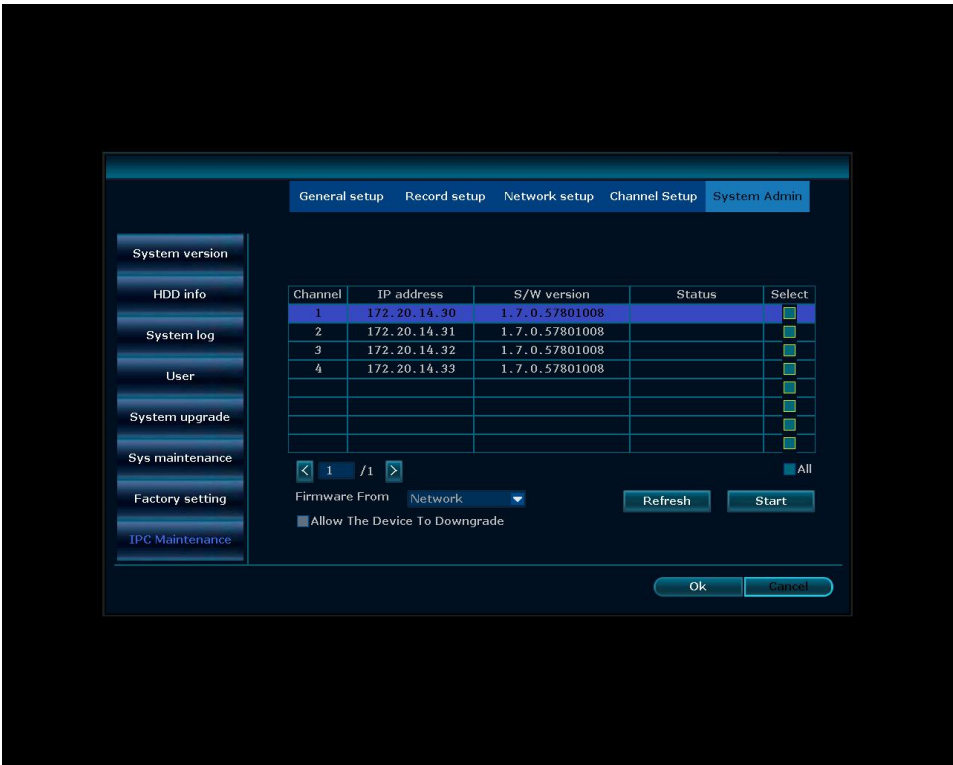 General setup Record setup Network setup Channel Setup System Admin
System version
HDD info
System log
User
System upgrade
Sys maintenance
Factory setting
IPC Maintenance
Channel IP address S/W version Status Select
1 172.20.14.30 1.7.0.57801008
2 172.20.14.31 1.7.0.57801008
3 172.20.14.32 1.7.0.57801008
4 172.20.14.33 1.7.0.57801008
< 1 /1 > All
Firmware From Network Refresh Start
Allow The Device To Downgrade
Ok Cancel